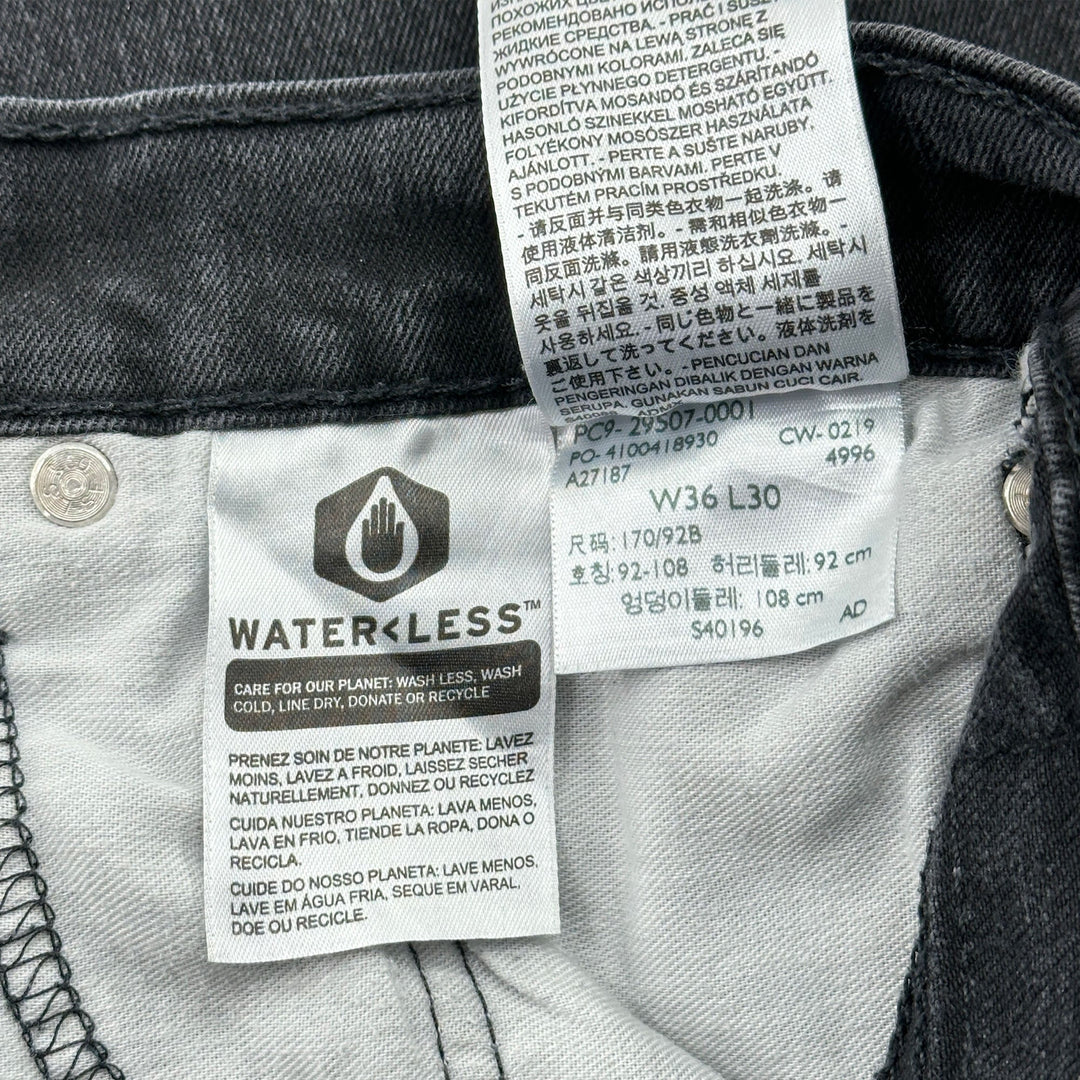 РЕКОМЕНДОВАНО
ЖИДКИЕ СРЕДСТВА. - PRAĆ I
WYWRÓCONE NA LEWĄ STRONĘ Z
PODOBNYMI KOLORAMI. ZALECA SIĘ
UŻYCIE PŁYNNEGO DETERGENTU. -
KIFORDÍTVA MOSANDÓ ÉS SZÁRÍTANDÓ
HASONLÓ SZINEKKEL MOSHATÓ EGYÜTT.
FOLYÉKONY MOSÓSZER HASZNÁLATA
AJÁNLOTT. - PERTE A SUŠTE NARUBY,
S PODOBNÝMI BARVAMI. PERTE V
TEKUTÉM PRACÍM PROSTŘEDKU.
- 请反面并与同类色衣物一起洗涤。请
使用液体清洁剂。- 需和相似色衣物一
同反面洗滌。請用液態洗衣劑洗滌。- 세탁시
세탁시 같은 색상끼리 하십시요. 세탁시
옷을 뒤집을 것. 중성 액체 세제를
사용하세요. - 同じ色物と一緒に製品を
裏返して洗ってください。液体洗剤を
ご使用下さい。- PENCUCIAN DAN
PENGERINGAN DIBALIK DENGAN WARNA
SERUPA. GUNAKAN SABUN CUCI CAIR.
PC9- 29507-0001
PO- 4100418930 CW- 0219
A27187 4996
W36 L30
尺码: 170/92B
호칭: 92-108 허리둘레: 92 cm
엉덩이둘레: 108 cm
S40196 AD
WATER<LESS™
CARE FOR OUR PLANET: WASH LESS, WASH
COLD, LINE DRY, DONATE OR RECYCLE
PRENEZ SOIN DE NOTRE PLANETE: LAVEZ
MOINS, LAVEZ A FROID, LAISSEZ SECHER
NATURELLEMENT, DONNEZ OU RECYCLEZ
CUIDA NUESTRO PLANETA: LAVA MENOS,
LAVA EN FRIO, TIENDE LA ROPA, DONA O
RECICLA.
CUIDE DO NOSSO PLANETA: LAVE MENOS.
LAVE EM ÁGUA FRIA, SEQUE EM VARAL.
DOE OU RECICLE.